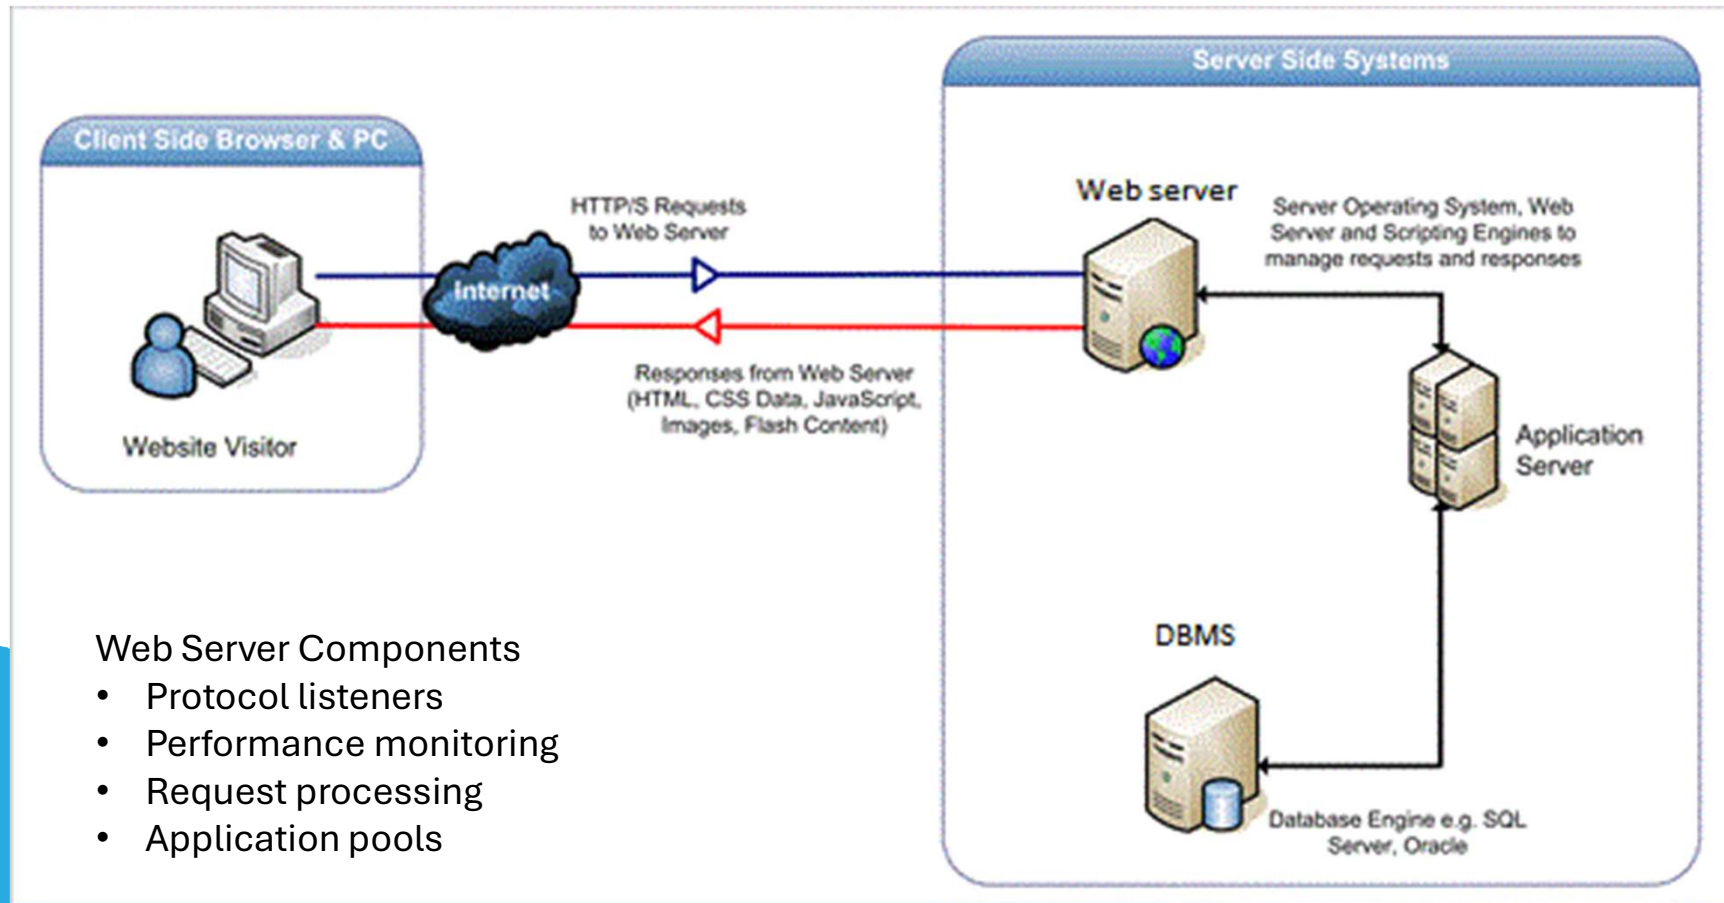 Server Side Systems
Client Side Browser & PC
HTTP/S Requests
to Web Server
Internet
Web server
Server Operating System, Web
Server and Scripting Engines to
manage requests and responses
Responses from Web Server
(HTML, CSS Data, JavaScript,
Images, Flash Content)
Website Visitor
Application
Server
DBMS
Database Engine e.g. SQL
Server, Oracle
Web Server Components
• Protocol listeners
• Performance monitoring
• Request processing
• Application pools